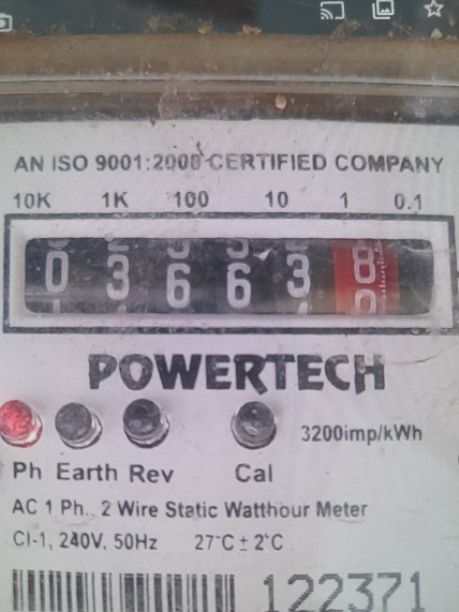 AN ISO 9001:2008 CERTIFIED COMPANY
10K 1K 100 10 1 0.1
0 3 6 6 3 8
POWERTECH
3200imp/kWh
Ph Earth Rev Cal
AC 1 Ph.. 2 Wire Static Watthour Meter
Cl-1, 240V, 50Hz 27°C ± 2°C
122371